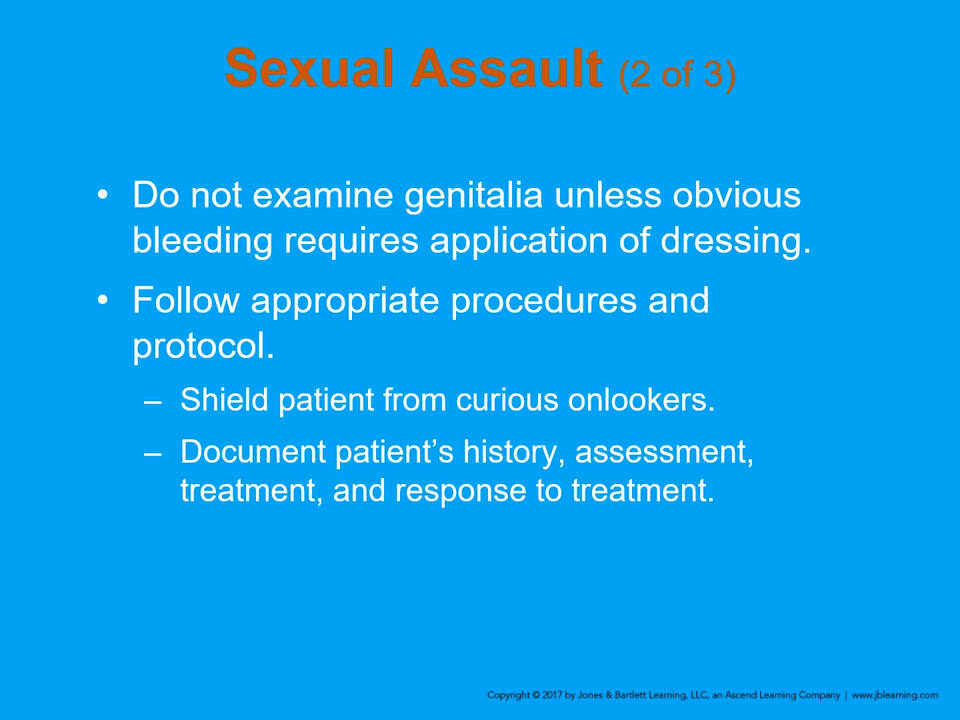 Sexual Assault (2 of 3)
• Do not examine genitalia unless obvious
bleeding requires application of dressing.
• Follow appropriate procedures and
protocol.
– Shield patient from curious onlookers.
– Document patient’s history, assessment,
treatment, and response to treatment.
Copyright © 2017 by Jones & Bartlett Learning, LLC, an Ascend Learning Company | www.jblearning.com